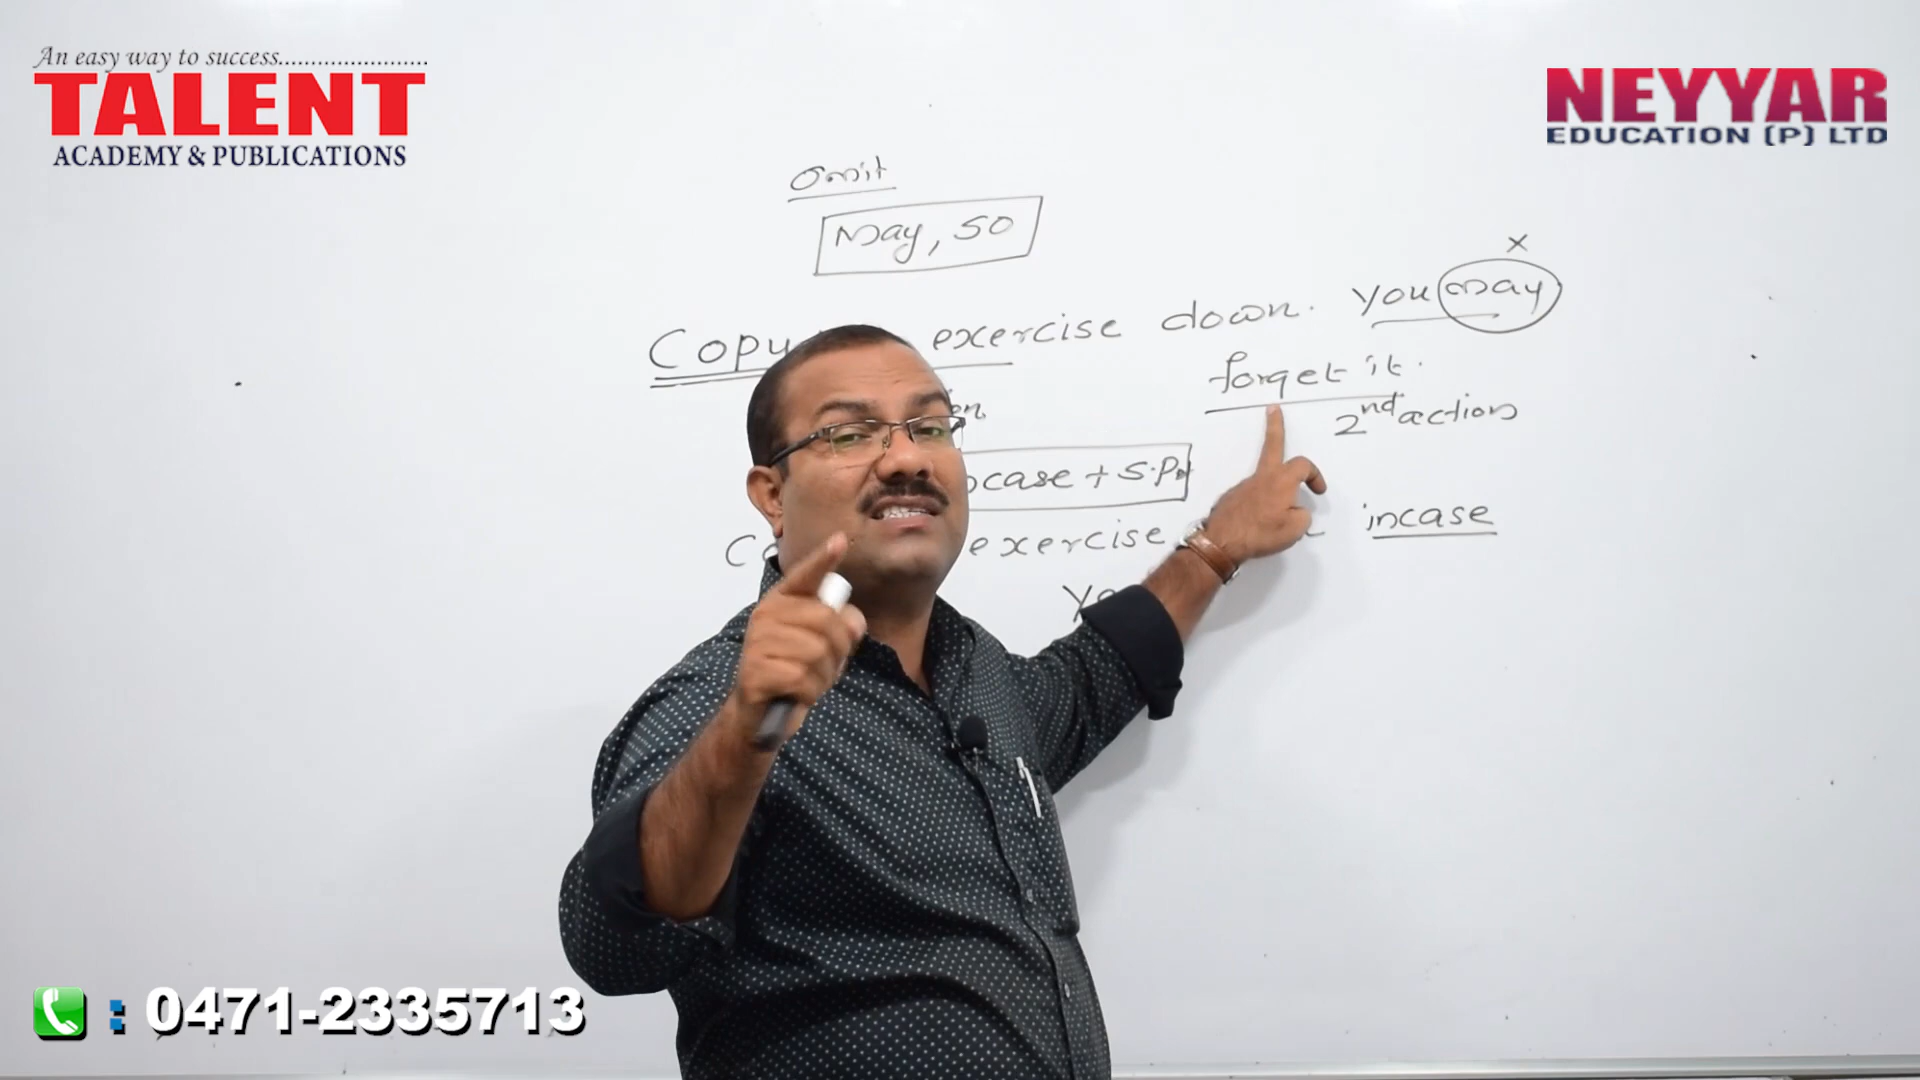 An easy way to success.......................
TALENT
ACADEMY & PUBLICATIONS
NEYYAR
EDUCATION (P) LTD
Omit
May, SO
x
Copy exercise down. You may
forget it.
2nd action
case + S.P.
exercise incase
0471-2335713